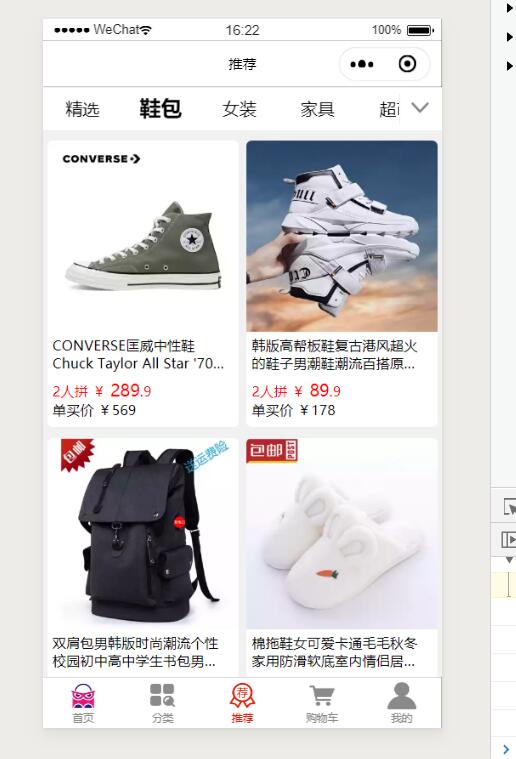 WeChat 16:22 100%
推荐
精选 鞋包 女装 家具
CONVERSE
CONVERSE匡威中性鞋
Chuck Taylor All Star '70...
2人拼 ¥ 289.9
单买价 ¥569
韩版高帮板鞋复古港风超火
的鞋子男潮鞋潮流百搭原...
2人拼 ¥ 89.9
单买价 ¥178
包邮
送运费险
双肩包男韩版时尚潮流个性
校园初中高中学生书包男...
包邮 POST
棉拖鞋女可爱卡通毛毛秋冬
家用防滑软底室内情侣居...
首页 分类 荐 推荐 购物车 我的